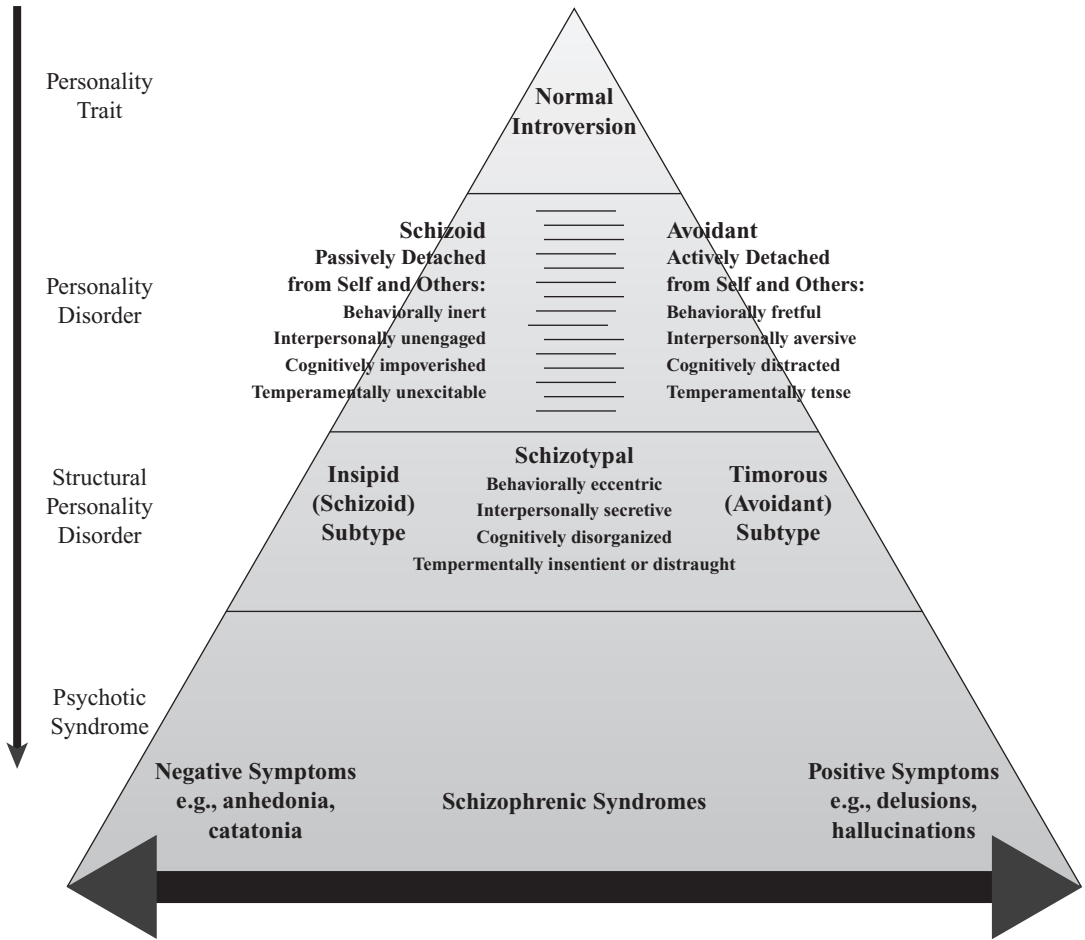 Personality
Trait
Normal
Introversion
Personality
Disorder
Schizoid
Passively Detached
from Self and Others:
Behaviorally inert
Interpersonally unengaged
Cognitively impoverished
Temperamentally unexcitable
Avoidant
Actively Detached
from Self and Others:
Behaviorally fretful
Interpersonally aversive
Cognitively distracted
Temperamentally tense
Structural
Personality
Disorder
Insipid
(Schizoid)
Subtype
Schizotypal
Behaviorally eccentric
Interpersonally secretive
Cognitively disorganized
Tempermentally insentient or distraught
Timorous
(Avoidant)
Subtype
Psychotic
Syndrome
Negative Symptoms
e.g., anhedonia,
catatonia
Schizophrenic Syndromes
Positive Symptoms
e.g., delusions,
hallucinations